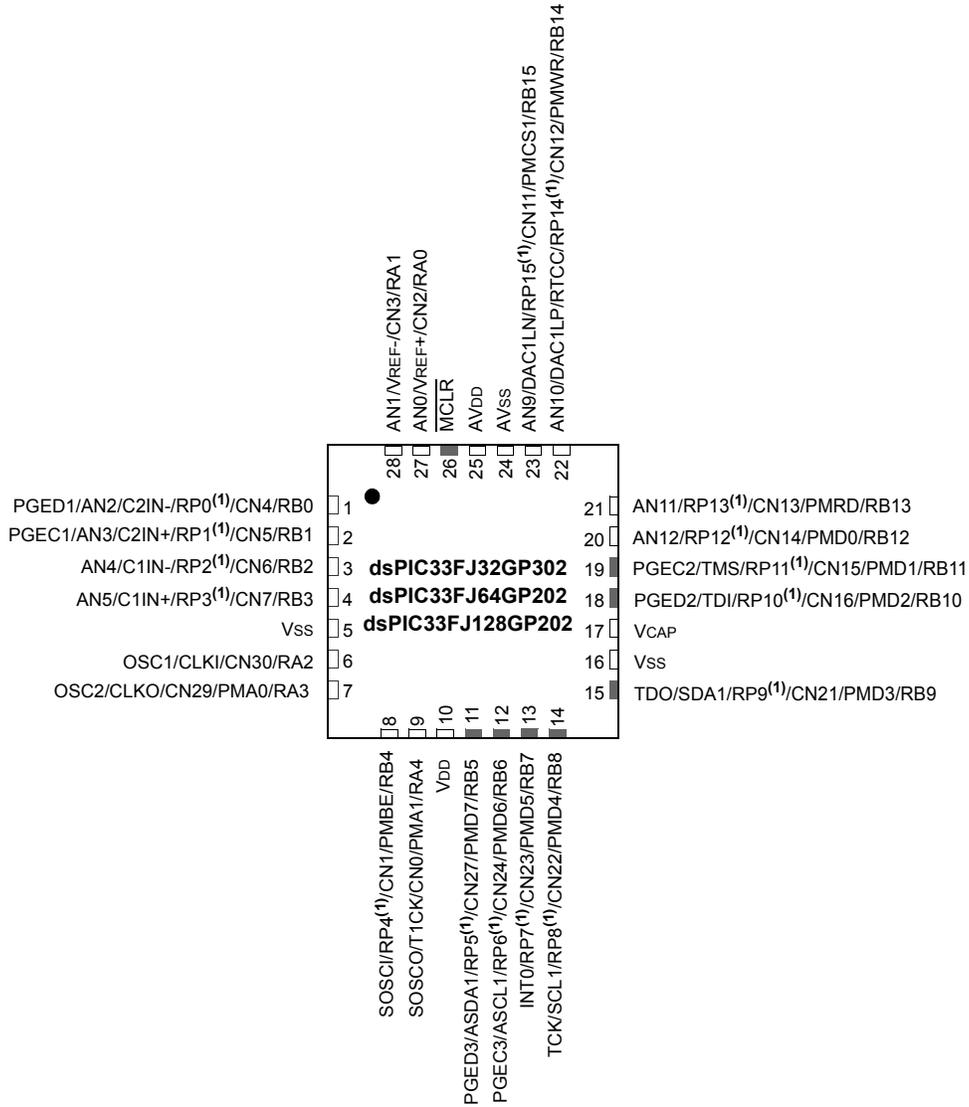 AN1/VREF-/CN3/RA1
AN0/VREF+/CN2/RA0
MCLR
AVDD
AVSS
AN9/DAC1LN/RP15(1)/CN11/PMCS1/RB15
AN10/DAC1LP/RTCC/RP14(1)/CN12/PMWR/RB14
28
27
26
25
24
23
22
PGED1/AN2/C2IN-/RP0(1)/CN4/RB0 1
PGEC1/AN3/C2IN+/RP1(1)/CN5/RB1 2
AN4/C1IN-/RP2(1)/CN6/RB2 3
AN5/C1IN+/RP3(1)/CN7/RB3 4
VSS 5
OSC1/CLKI/CN30/RA2 6
OSC2/CLKO/CN29/PMA0/RA3 7
dsPIC33FJ32GP302
dsPIC33FJ64GP202
dsPIC33FJ128GP202
21 AN11/RP13(1)/CN13/PMRD/RB13
20 AN12/RP12(1)/CN14/PMD0/RB12
19 PGEC2/TMS/RP11(1)/CN15/PMD1/RB11
18 PGED2/TDI/RP10(1)/CN16/PMD2/RB10
17 VCAP
16 VSS
15 TDO/SDA1/RP9(1)/CN21/PMD3/RB9
8
9
10
11
12
13
14
SOSCI/RP4(1)/CN1/PMBE/RB4
SOSCO/T1CK/CN0/PMA1/RA4
VDD
PGED3/ASDA1/RP5(1)/CN27/PMD7/RB5
PGEC3/ASCL1/RP6(1)/CN24/PMD6/RB6
INT0/RP7(1)/CN23/PMD5/RB7
TCK/SCL1/RP8(1)/CN22/PMD4/RB8